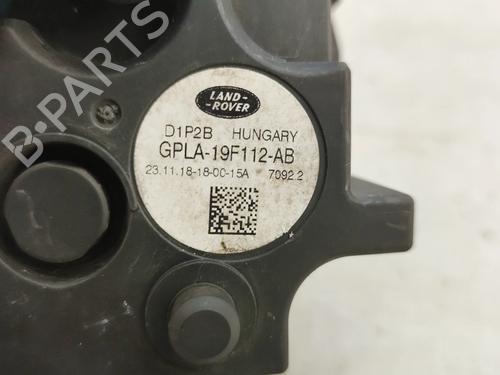 LAND-
-ROVER
D1P2B HUNGARY
GPLA-19F112-AB
23.11.18-18-00-15A 7092.2
B-PARTS